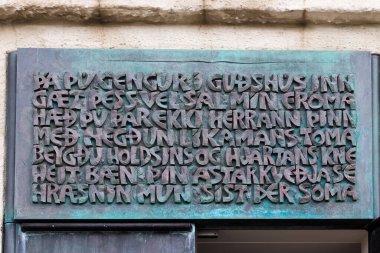 ÞÁ ÞÚ GENGUR Í GUÐSHÚS INN
GÆT ÞESS VEL SÁL MÍN FRÓMA
HÆÐ ÞÚ ÞAR EKKI HERRANN ÞINN
MEÐ HEGÐUN LÍKAMANS TÓMA
BEYGÐU HOLDSINS OG HJARTANS KNÉ
HEIT BÆN ÞÍN ÁSTARKVEÐJA SÉ
HRÆSNIN MUN SÍST ÞÉR SÓMA